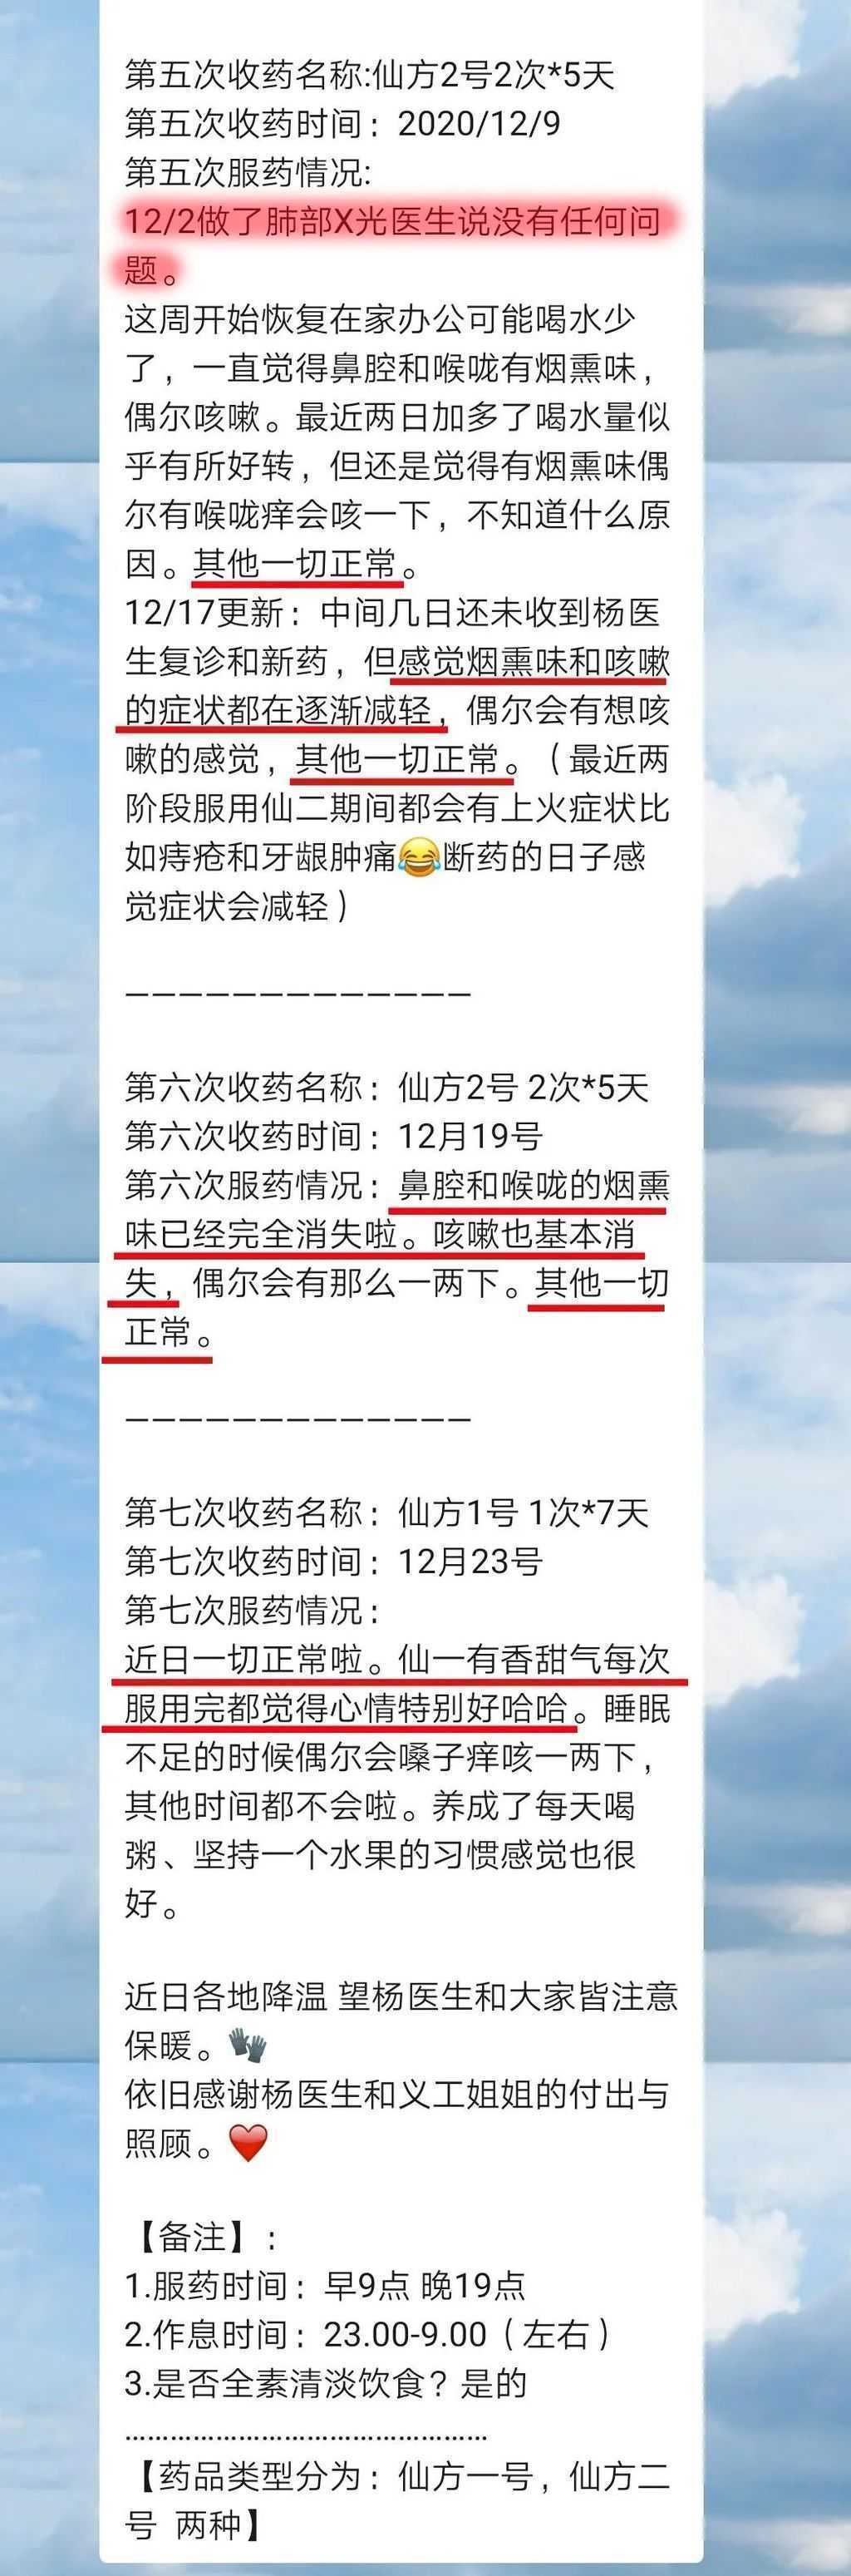 第五次收药名称:仙方2号2次*5天
第五次收药时间：2020/12/9
第五次服药情况:
12/2做了肺部X光医生说没有任何问
题。
这周开始恢复在家办公可能喝水少
了，一直觉得鼻腔和喉咙有烟熏味，
偶尔咳嗽。最近两日加多了喝水量似
乎有所好转，但还是觉得有烟熏味偶
尔有喉咙痒会咳一下，不知道什么原
因。其他一切正常。
12/17更新：中间几日还未收到杨医
生复诊和新药，但感觉烟熏味和咳嗽
的症状都在逐渐减轻，偶尔会有想咳
嗽的感觉，其他一切正常。（最近两
阶段服用仙二期间都会有上火症状比
如痔疮和牙龈肿痛😂断药的日子感
觉症状会减轻）
—————————————
第六次收药名称：仙方2号 2次*5天
第六次收药时间：12月19号
第六次服药情况：鼻腔和喉咙的烟熏
味已经完全消失啦。咳嗽也基本消
失，偶尔会有那么一两下。其他一切
正常。
—————————————
第七次收药名称：仙方1号 1次*7天
第七次收药时间：12月23号
第七次服药情况：
近日一切正常啦。仙一有香甜气每次
服用完都觉得心情特别好哈哈。睡眠
不足的时候偶尔会嗓子痒咳一两下，
其他时间都不会啦。养成了每天喝
粥、坚持一个水果的习惯感觉也很
好。
近日各地降温 望杨医生和大家皆注意
保暖。🧤
依旧感谢杨医生和义工姐姐的付出与
照顾。❤️
【备注】：
1.服药时间：早9点 晚19点
2.作息时间：23.00-9.00（左右）
3.是否全素清淡饮食？是的
………………………………………
【药品类型分为：仙方一号，仙方二
号 两种】